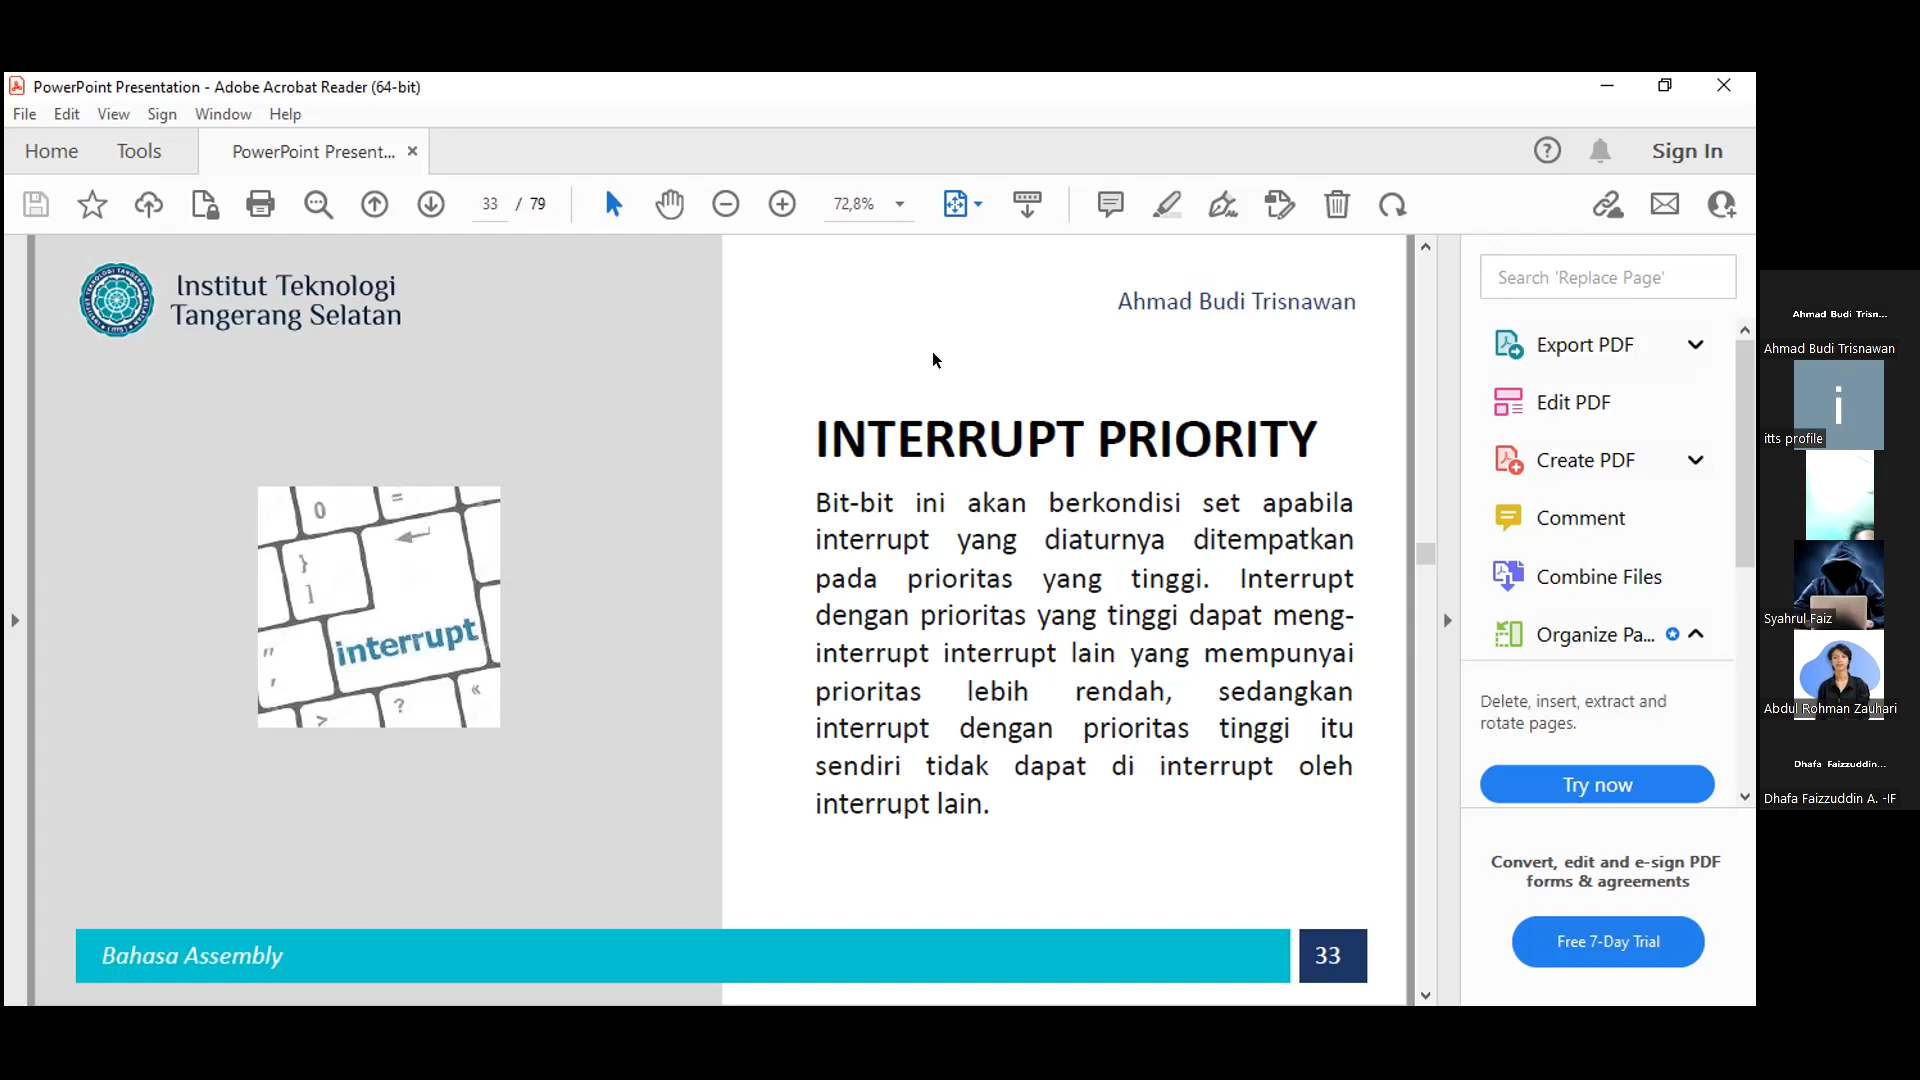 PowerPoint Presentation - Adobe Acrobat Reader (64-bit)
File Edit View Sign Window Help
Home Tools PowerPoint Present... ×
Sign In
33 / 79
72,8%
Institut Teknologi
Tangerang Selatan
Ahmad Budi Trisnawan
INTERRUPT PRIORITY
Bit-bit ini akan berkondisi set apabila
interrupt yang diaturnya ditempatkan
pada prioritas yang tinggi. Interrupt
dengan prioritas yang tinggi dapat meng-
interrupt interrupt lain yang mempunyai
prioritas lebih rendah, sedangkan
interrupt dengan prioritas tinggi itu
sendiri tidak dapat di interrupt oleh
interrupt lain.
0
=
}
]
interrupt
"
,
>
?
«
Bahasa Assembly
33
Search 'Replace Page'
Export PDF
Edit PDF
Create PDF
Comment
Combine Files
Organize Pa...
Delete, insert, extract and
rotate pages.
Try now
Convert, edit and e-sign PDF
forms & agreements
Free 7-Day Trial
Ahmad Budi Trisn...
Ahmad Budi Trisnawan
i
itts profile
Syahrul Faiz
Abdul Rohman Zauhari
Dhafa Faizzuddin...
Dhafa Faizzuddin A. -IF